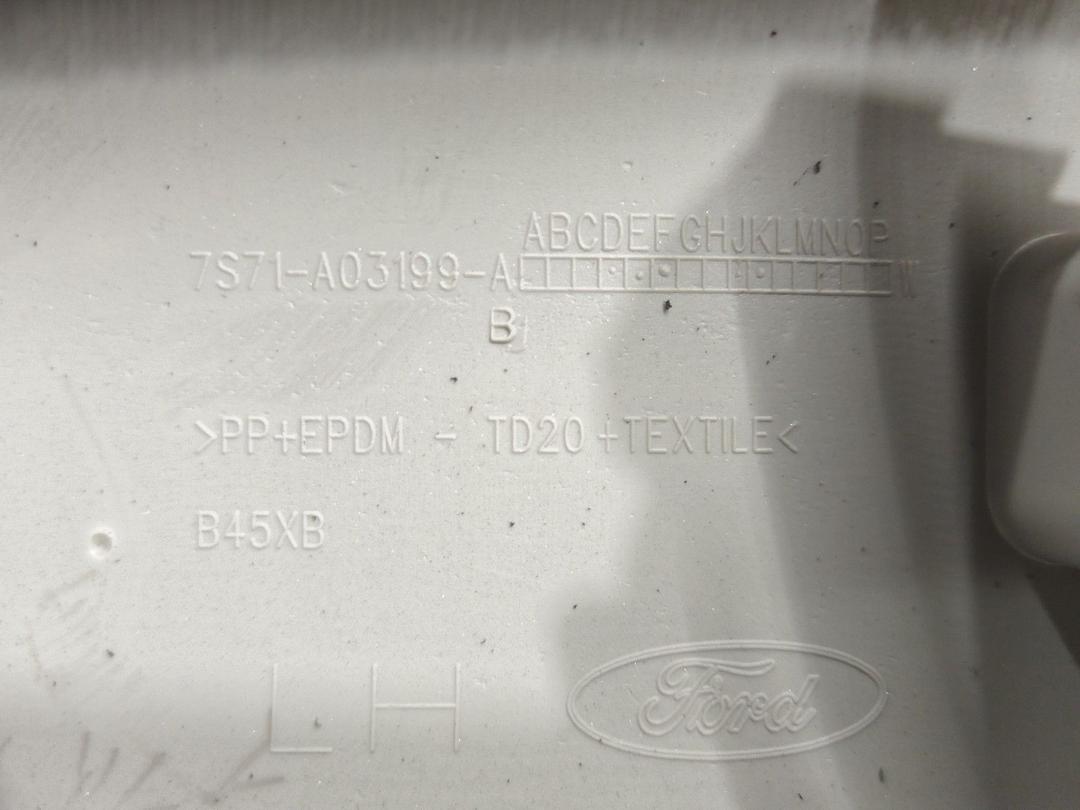 ABCDEFGHJKLMNOP
7S71-A03199-A W
B
>PP+EPDM - TD20+TEXTILE<
B45XB
LH
Ford